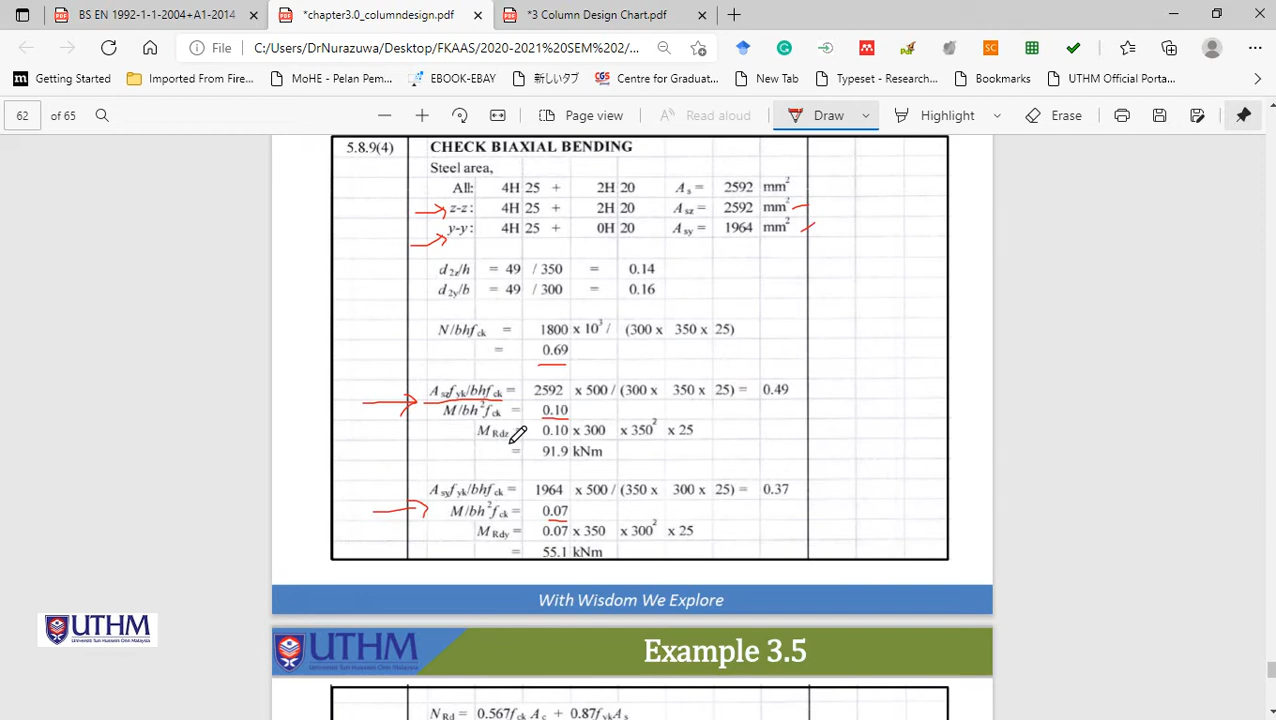 BS EN 1992-1-1-2004+A1-2014
*chapter3.0_columndesign.pdf
*3 Column Design Chart.pdf
File C:/Users/DrNurazuwa/Desktop/FKAAS/2020-2021%20SEM%202/...
Getting Started Imported From Fire... MoHE - Pelan Pem... EBOOK-EBAY 新しいタブ CGS Centre for Graduat... New Tab Typeset - Research... Bookmarks UTHM Official Porta...
62 of 65 Page view Read aloud Draw Highlight Erase
5.8.9(4) CHECK BIAXIAL BENDING
Steel area,
All: 4H 25 + 2H 20 As = 2592 mm²
z-z: 4H 25 + 2H 20 Asz = 2592 mm²
y-y: 4H 25 + 0H 20 Asy = 1964 mm²
d2z/h = 49 / 350 = 0.14
d2y/b = 49 / 300 = 0.16
N/bhfck = 1800 x 10³ / (300 x 350 x 25)
= 0.69
Aszfyk/bhfck = 2592 x 500 / (300 x 350 x 25) = 0.49
M/bh²fck = 0.10
MRdz = 0.10 x 300 x 350² x 25
= 91.9 kNm
Asyfyk/bhfck = 1964 x 500 / (350 x 300 x 25) = 0.37
M/bh²fck = 0.07
MRdy = 0.07 x 350 x 300² x 25
= 55.1 kNm
With Wisdom We Explore
UTHM
UTHM
Example 3.5
NRd = 0.567fckAc + 0.87fykAs